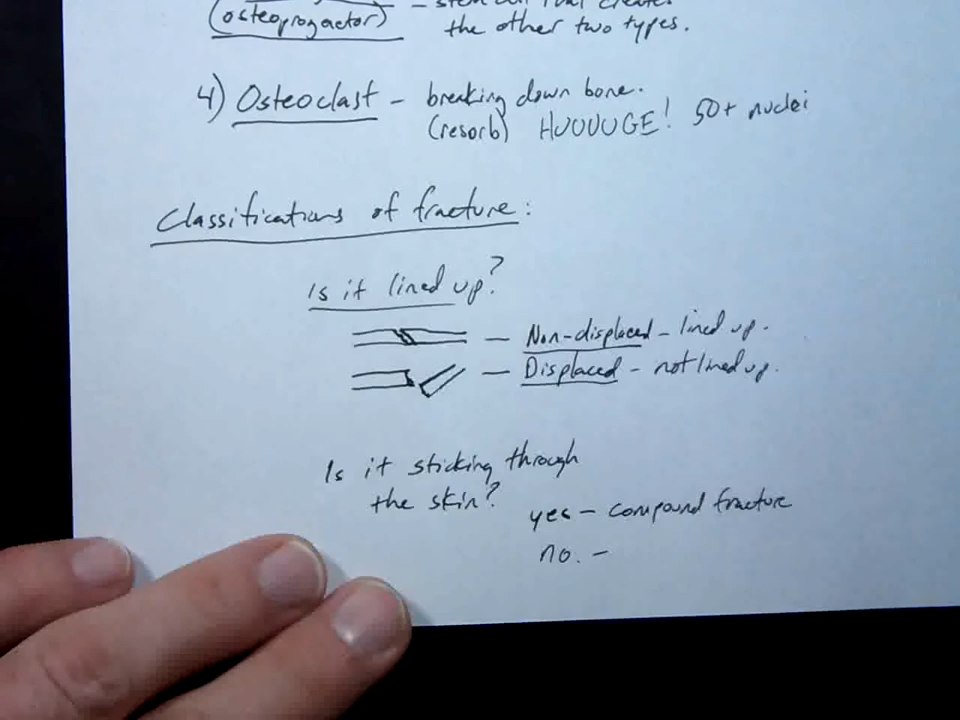 (osteoprogactor) - stem cell that creates
the other two types.
4) Osteoclast - breaking down bone.
(resorb) HUUUUGE! 50+ nuclei
Classifications of fracture:
Is it lined up?
- Non-displaced - lined up.
- Displaced - not lined up.
Is it sticking through
the skin?
yes - compound fracture
no. -